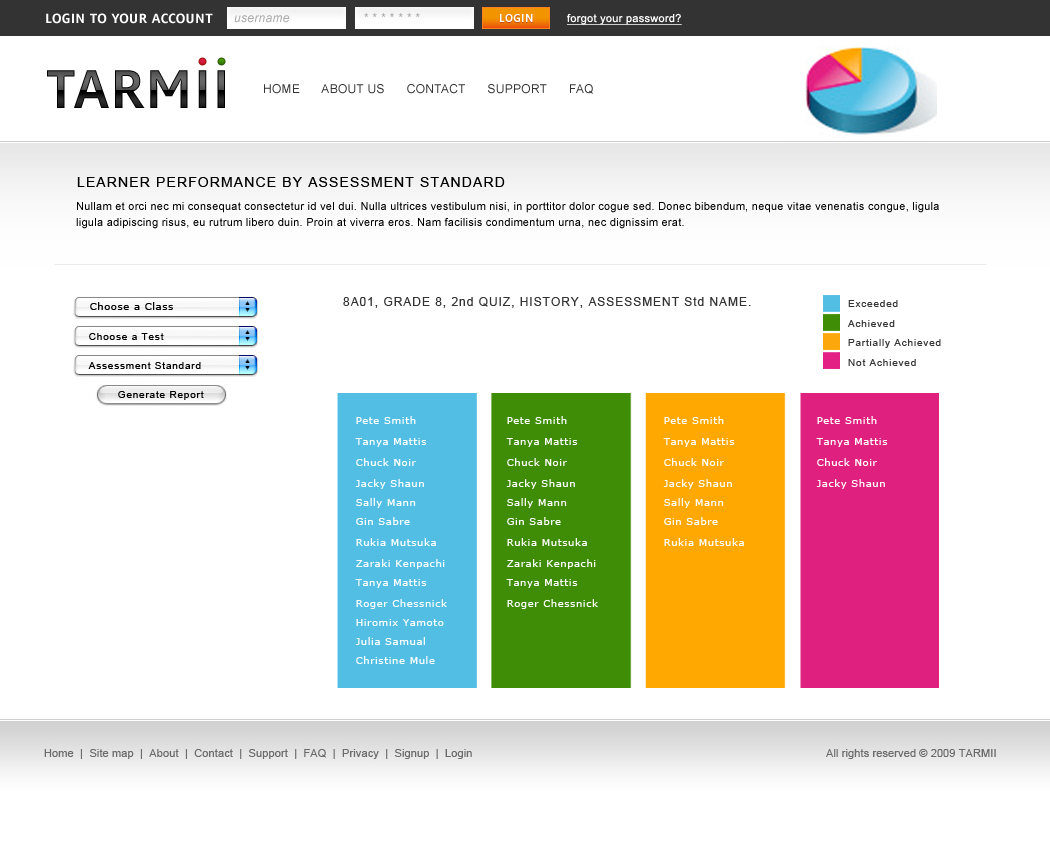 LOGIN TO YOUR ACCOUNT username ******* LOGIN forgot your password?
TARMii HOME ABOUT US CONTACT SUPPORT FAQ
LEARNER PERFORMANCE BY ASSESSMENT STANDARD
Nullam et orci nec mi consequat consectetur id vel dui. Nulla ultrices vestibulum nisi, in porttitor dolor cogue sed. Donec bibendum, neque vitae venenatis congue, ligula
ligula adipiscing risus, eu rutrum libero duin. Proin at viverra eros. Nam facilisis condimentum urna, nec dignissim erat.
Choose a Class
Choose a Test
Assessment Standard
Generate Report
8A01, GRADE 8, 2nd QUIZ, HISTORY, ASSESSMENT Std NAME.
Exceeded
Achieved
Partially Achieved
Not Achieved
Pete Smith
Tanya Mattis
Chuck Noir
Jacky Shaun
Sally Mann
Gin Sabre
Rukia Mutsuka
Zaraki Kenpachi
Tanya Mattis
Roger Chessnick
Hiromix Yamoto
Julia Samual
Christine Mule
Pete Smith
Tanya Mattis
Chuck Noir
Jacky Shaun
Sally Mann
Gin Sabre
Rukia Mutsuka
Zaraki Kenpachi
Tanya Mattis
Roger Chessnick
Pete Smith
Tanya Mattis
Chuck Noir
Jacky Shaun
Sally Mann
Gin Sabre
Rukia Mutsuka
Pete Smith
Tanya Mattis
Chuck Noir
Jacky Shaun
Home | Site map | About | Contact | Support | FAQ | Privacy | Signup | Login All rights reserved © 2009 TARMII